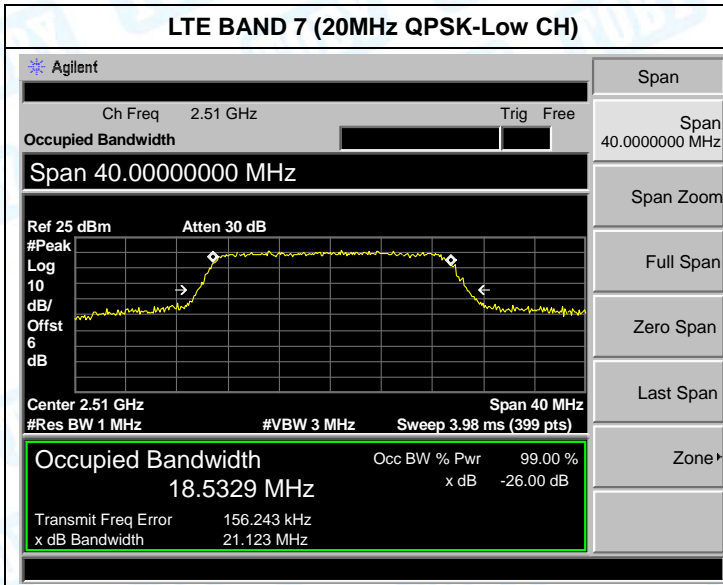 LTE BAND 7 (20MHz QPSK-Low CH)
Agilent
Span
Ch Freq 2.51 GHz Trig Free
Occupied Bandwidth
Span
40.0000000 MHz
Span 40.00000000 MHz
Span Zoom
Ref 25 dBm Atten 30 dB
#Peak
Log
10
dB/
Offst
6
dB
Full Span
Zero Span
Last Span
Center 2.51 GHz Span 40 MHz
#Res BW 1 MHz #VBW 3 MHz Sweep 3.98 ms (399 pts)
Zone
Occupied Bandwidth
18.5329 MHz
Occ BW % Pwr 99.00 %
x dB -26.00 dB
Transmit Freq Error 156.243 kHz
x dB Bandwidth 21.123 MHz